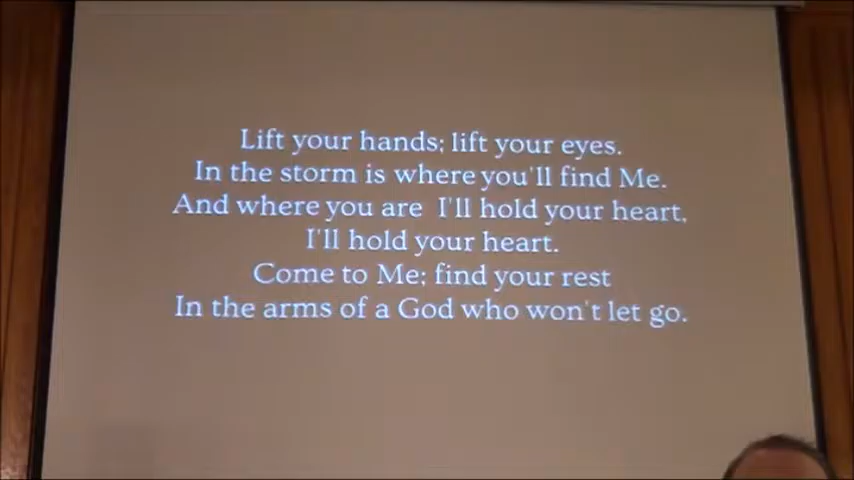 Lift your hands; lift your eyes.
In the storm is where you'll find Me.
And where you are I'll hold your heart,
I'll hold your heart.
Come to Me; find your rest
In the arms of a God who won't let go.